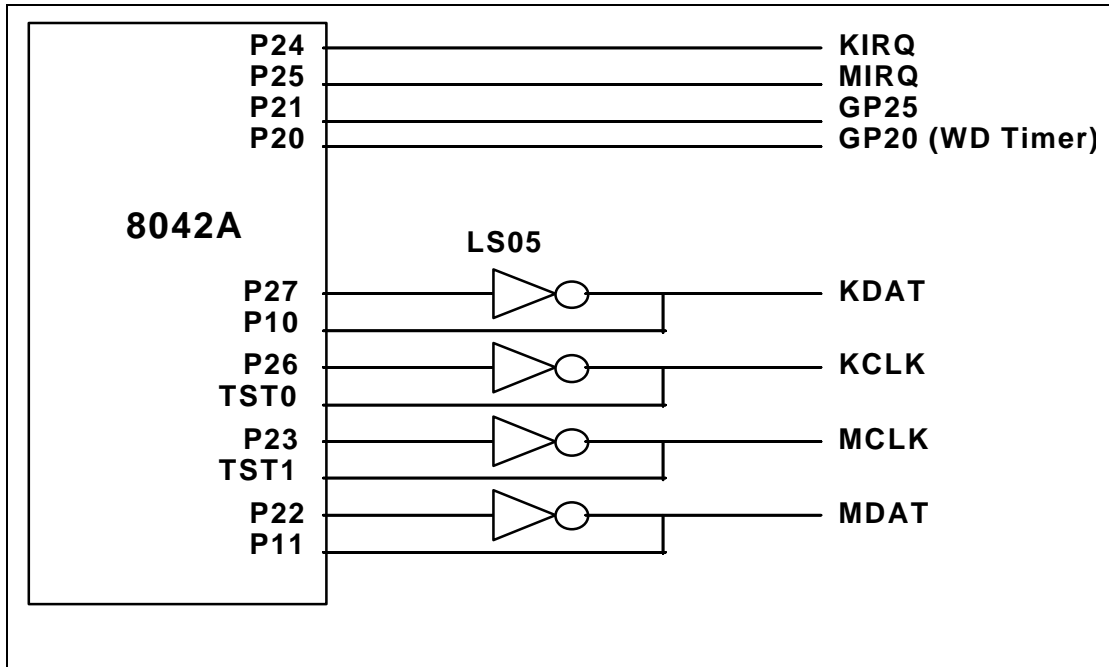 P24 KIRQ
P25 MIRQ
P21 GP25
P20 GP20 (WD Timer)
8042A
LS05
P27 KDAT
P10
P26 KCLK
TST0
P23 MCLK
TST1
P22 MDAT
P11